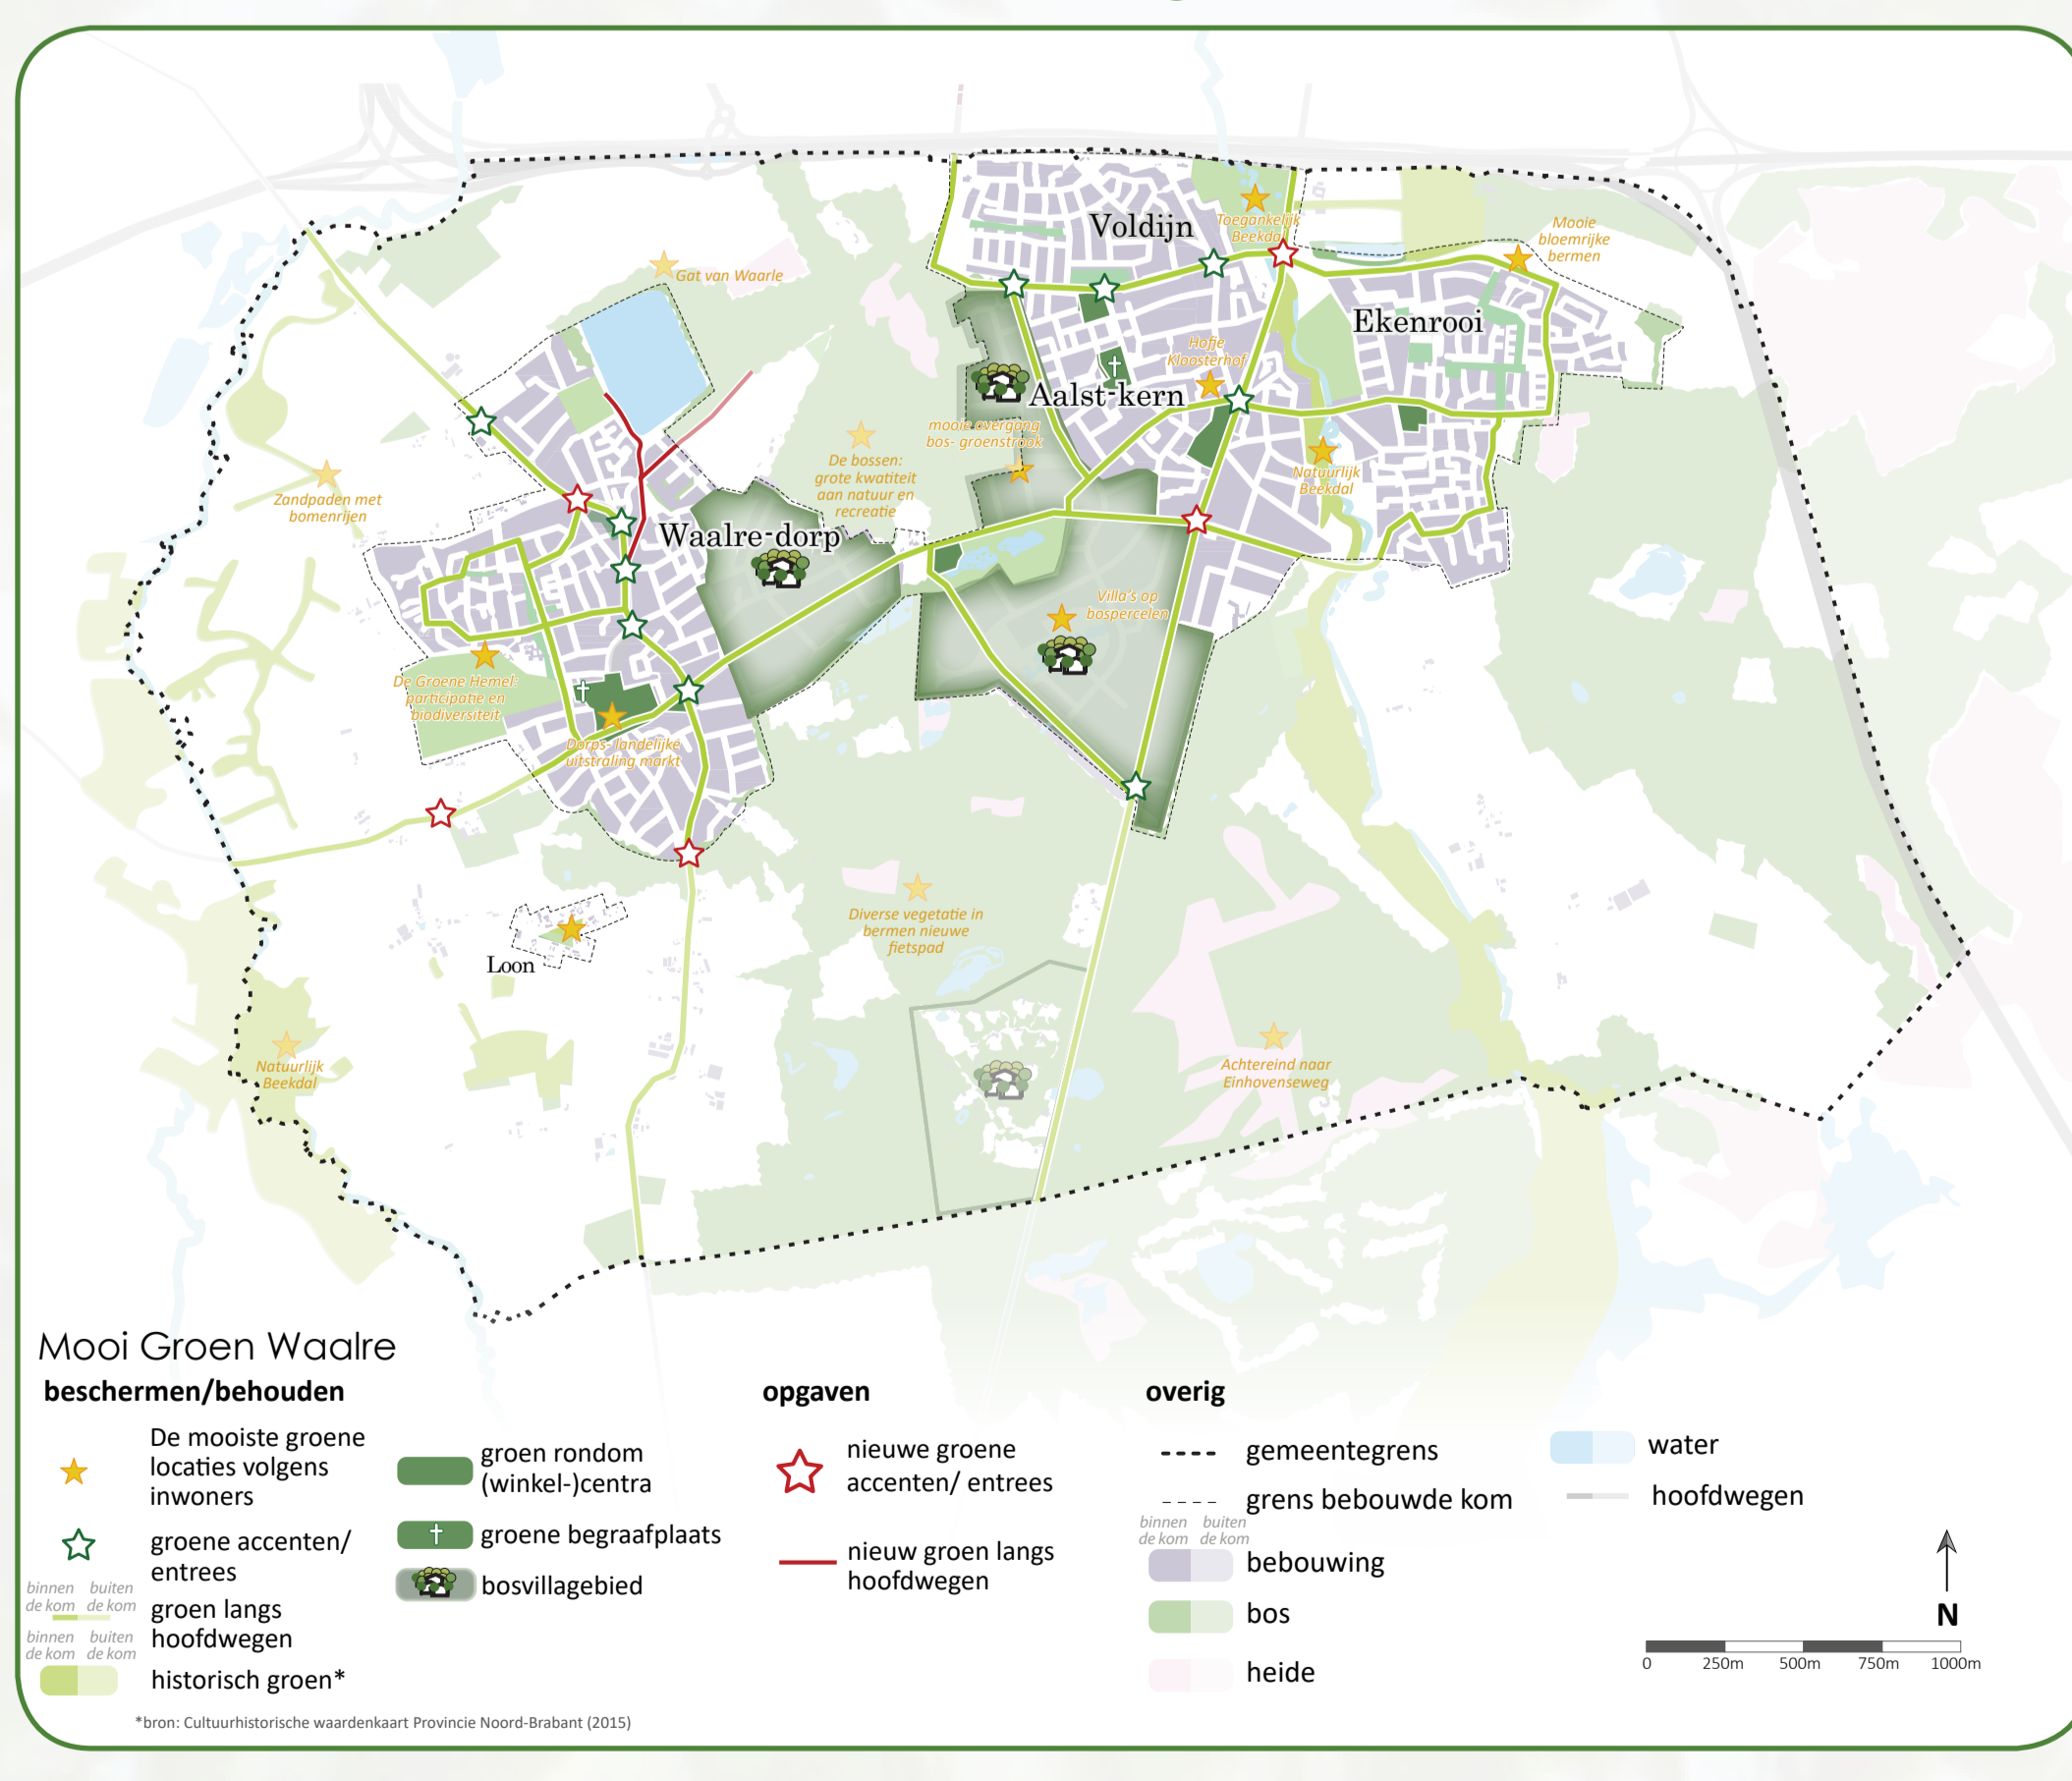 Voldijn
Toegankelijk
Beekdal
Mooie
bloemrijke
bermen
Gat van Waarle
Ekenrooi
Hofje
Kloosterhof
Aalst-kern
mooie overgang
bos- groenstrook
De bossen:
grote kwatiteit
aan natuur en
recreatie
Natuurlijk
Beekdal
Zandpaden met
bomenrijen
Waalre-dorp
Villa's op
bospercelen
De Groene Hemel:
participatie en
biodiversiteit
Dorps- landelijke
uitstraling markt
Diverse vegetatie in
bermen nieuwe
fietspad
Loon
Natuurlijk
Beekdal
Achtereind naar
Einhovenseweg
Mooi Groen Waalre
beschermen/behouden
De mooiste groene
locaties volgens
inwoners
groene accenten/
entrees
binnen buiten
de kom de kom
groen langs
hoofdwegen
binnen buiten
de kom de kom
historisch groen*
groen rondom
(winkel-)centra
groene begraafplaats
bosvillagebied
opgaven
nieuwe groene
accenten/ entrees
nieuw groen langs
hoofdwegen
overig
gemeentegrens
grens bebouwde kom
binnen buiten
de kom de kom
bebouwing
bos
heide
water
hoofdwegen
N
0 250m 500m 750m 1000m
*bron: Cultuurhistorische waardenkaart Provincie Noord-Brabant (2015)